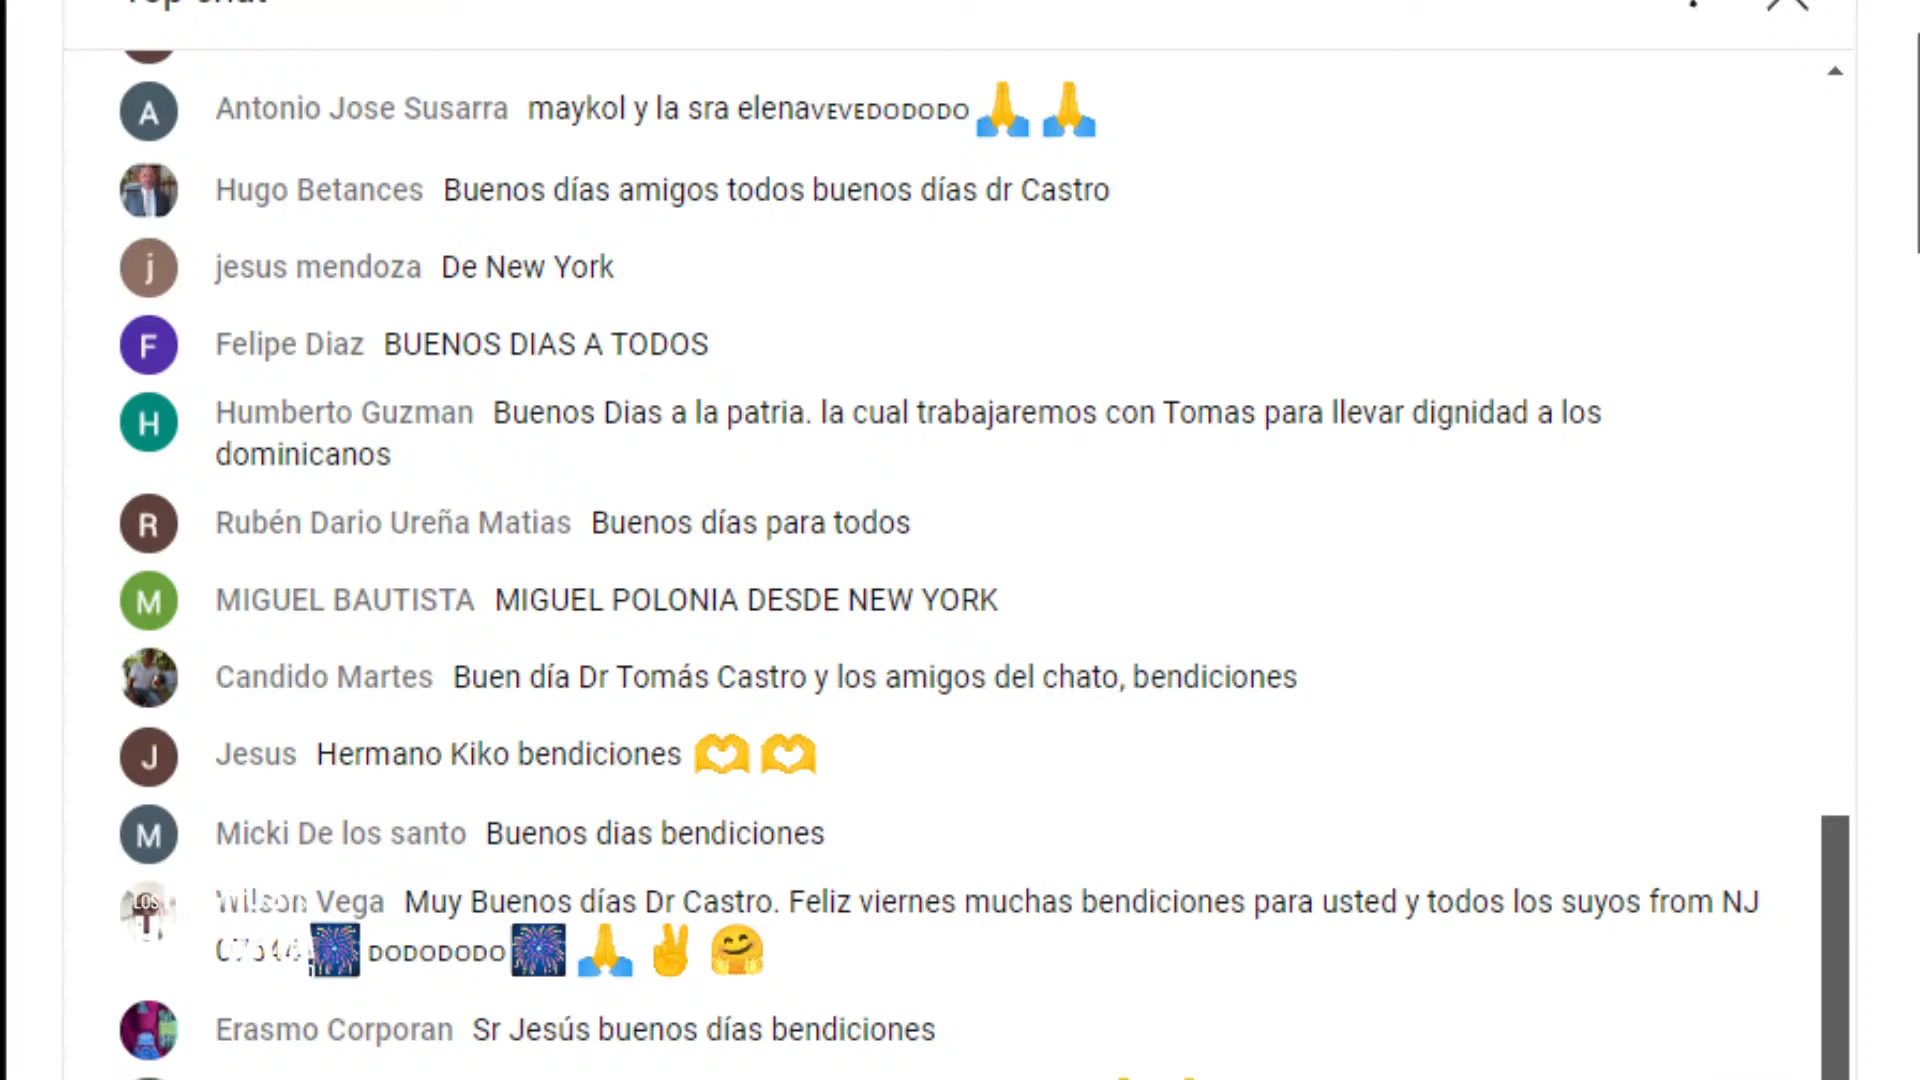 Top chat
Antonio Jose Susarra maykol y la sra elenaᴠᴇᴠᴇᴅᴏᴅᴏᴅᴏ🙏🙏
Hugo Betances Buenos días amigos todos buenos días dr Castro
jesus mendoza De New York
Felipe Diaz BUENOS DIAS A TODOS
Humberto Guzman Buenos Dias a la patria. la cual trabajaremos con Tomas para llevar dignidad a los
dominicanos
Rubén Dario Ureña Matias Buenos días para todos
MIGUEL BAUTISTA MIGUEL POLONIA DESDE NEW YORK
Candido Martes Buen día Dr Tomás Castro y los amigos del chato, bendiciones
Jesus Hermano Kiko bendiciones 🫶🫶
Micki De los santo Buenos dias bendiciones
Wilson Vega Muy Buenos días Dr Castro. Feliz viernes muchas bendiciones para usted y todos los suyos from NJ
🎆ᴅᴏᴅᴏᴅᴏᴅᴏ🎆🙏✌️🤗
Erasmo Corporan Sr Jesús buenos días bendiciones